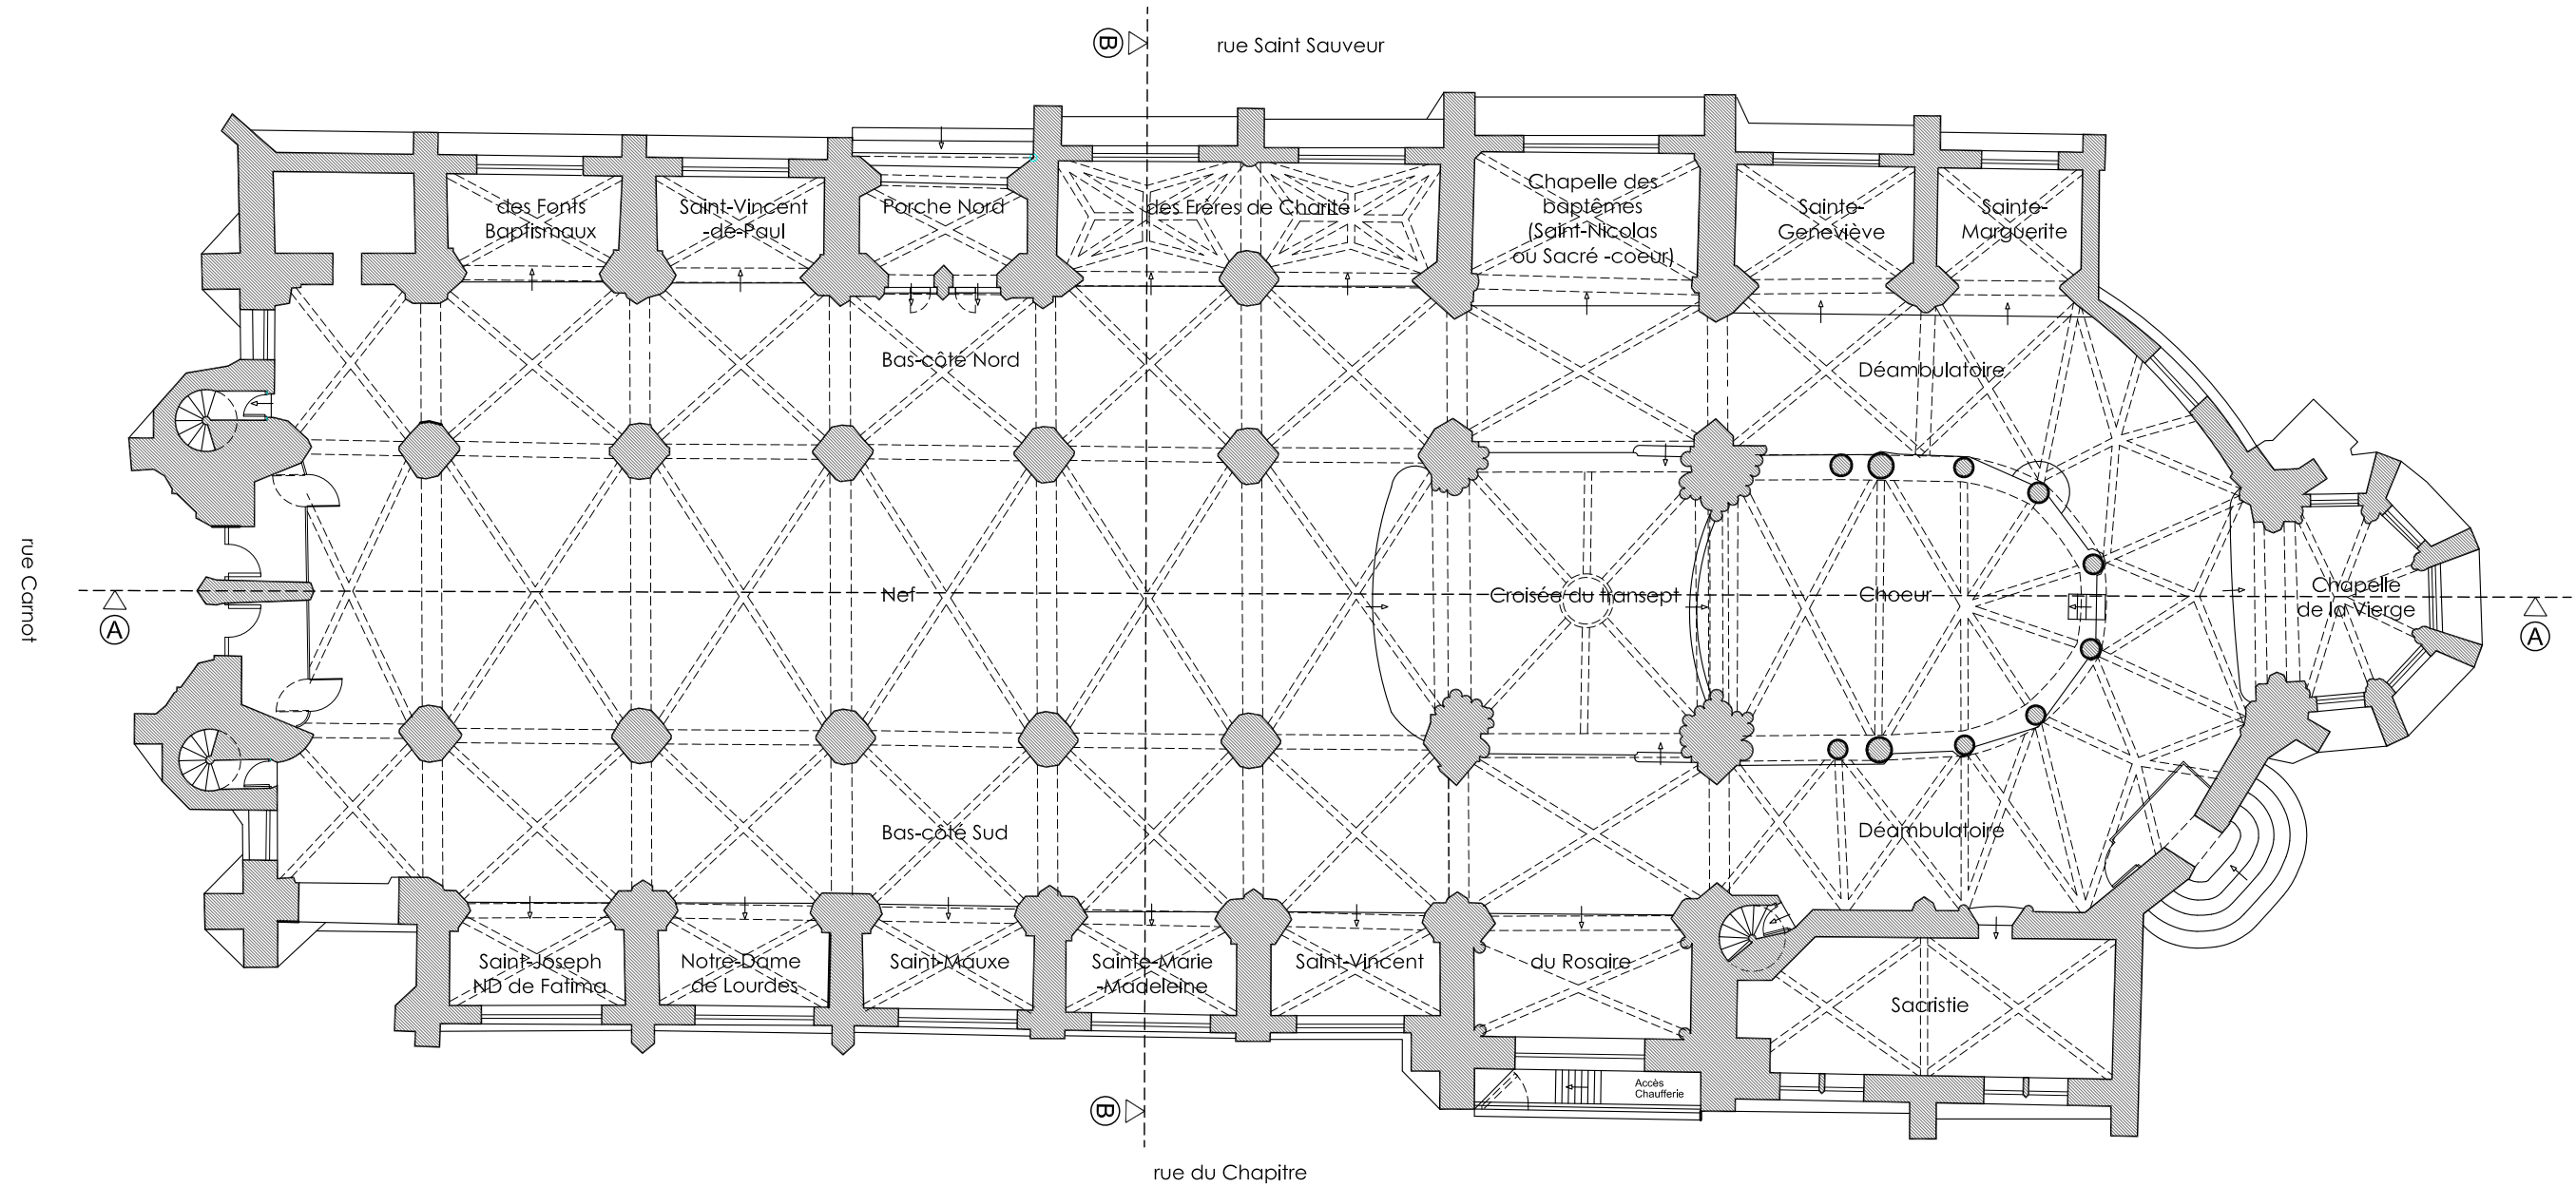 B
rue Saint Sauveur
des Fonts
Baptismaux
Saint-Vincent
-de-Paul
Porche Nord
des Frères de Charité
Chapelle des
baptêmes
(Saint-Nicolas
ou Sacré -coeur)
Sainte-
Geneviève
Sainte-
Marguerite
Bas-côté Nord
Déambulatoire
rue Carnot
A
Nef
Croisée du transept
Choeur
Chapelle
de la Vierge
A
Bas-côté Sud
Déambulatoire
Saint-Joseph
ND de Fatima
Notre-Dame
de Lourdes
Saint-Mauxe
Sainte-Marie
-Madeleine
Saint-Vincent
du Rosaire
Sacristie
Accès
Chaufferie
B
rue du Chapitre